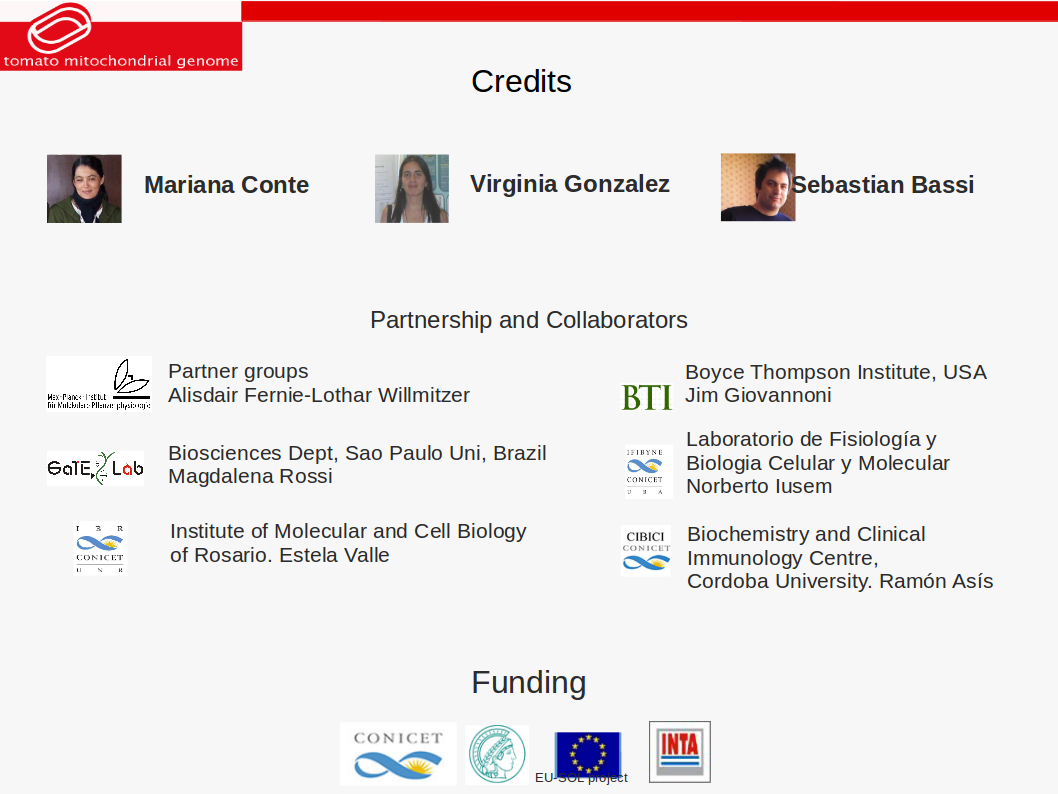 tomato mitochondrial genome
Credits
Mariana Conte
Virginia Gonzalez
Sebastian Bassi
Partnership and Collaborators
Max-Planck-Institut
für Molekulare Pflanzenphysiologie
Partner groups
Alisdair Fernie-Lothar Willmitzer
BTI
Boyce Thompson Institute, USA
Jim Giovannoni
GaTE Lab
Biosciences Dept, Sao Paulo Uni, Brazil
Magdalena Rossi
IFIBYNE
CONICET
U B A
Laboratorio de Fisiología y
Biologia Celular y Molecular
Norberto Iusem
I B R
CONICET
U N R
Institute of Molecular and Cell Biology
of Rosario. Estela Valle
CIBICI
CONICET
Biochemistry and Clinical
Immunology Centre,
Cordoba University. Ramón Asís
Funding
CONICET
EU-SOL project
INTA